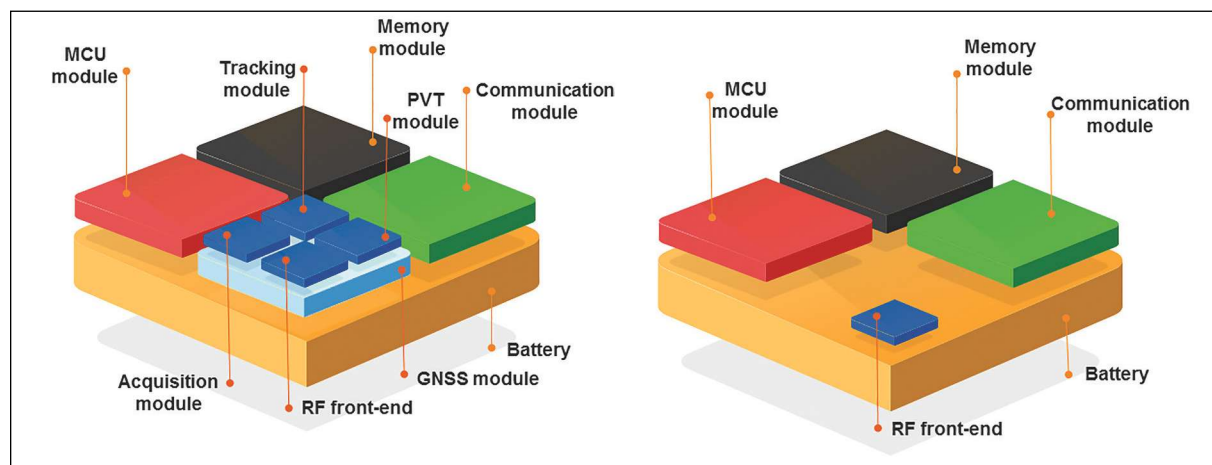 MCU
module
Tracking
module
Memory
module
PVT
module
Communication
module
Battery
GNSS module
RF front-end
Acquisition
module
Memory
module
MCU
module
Communication
module
Battery
RF front-end